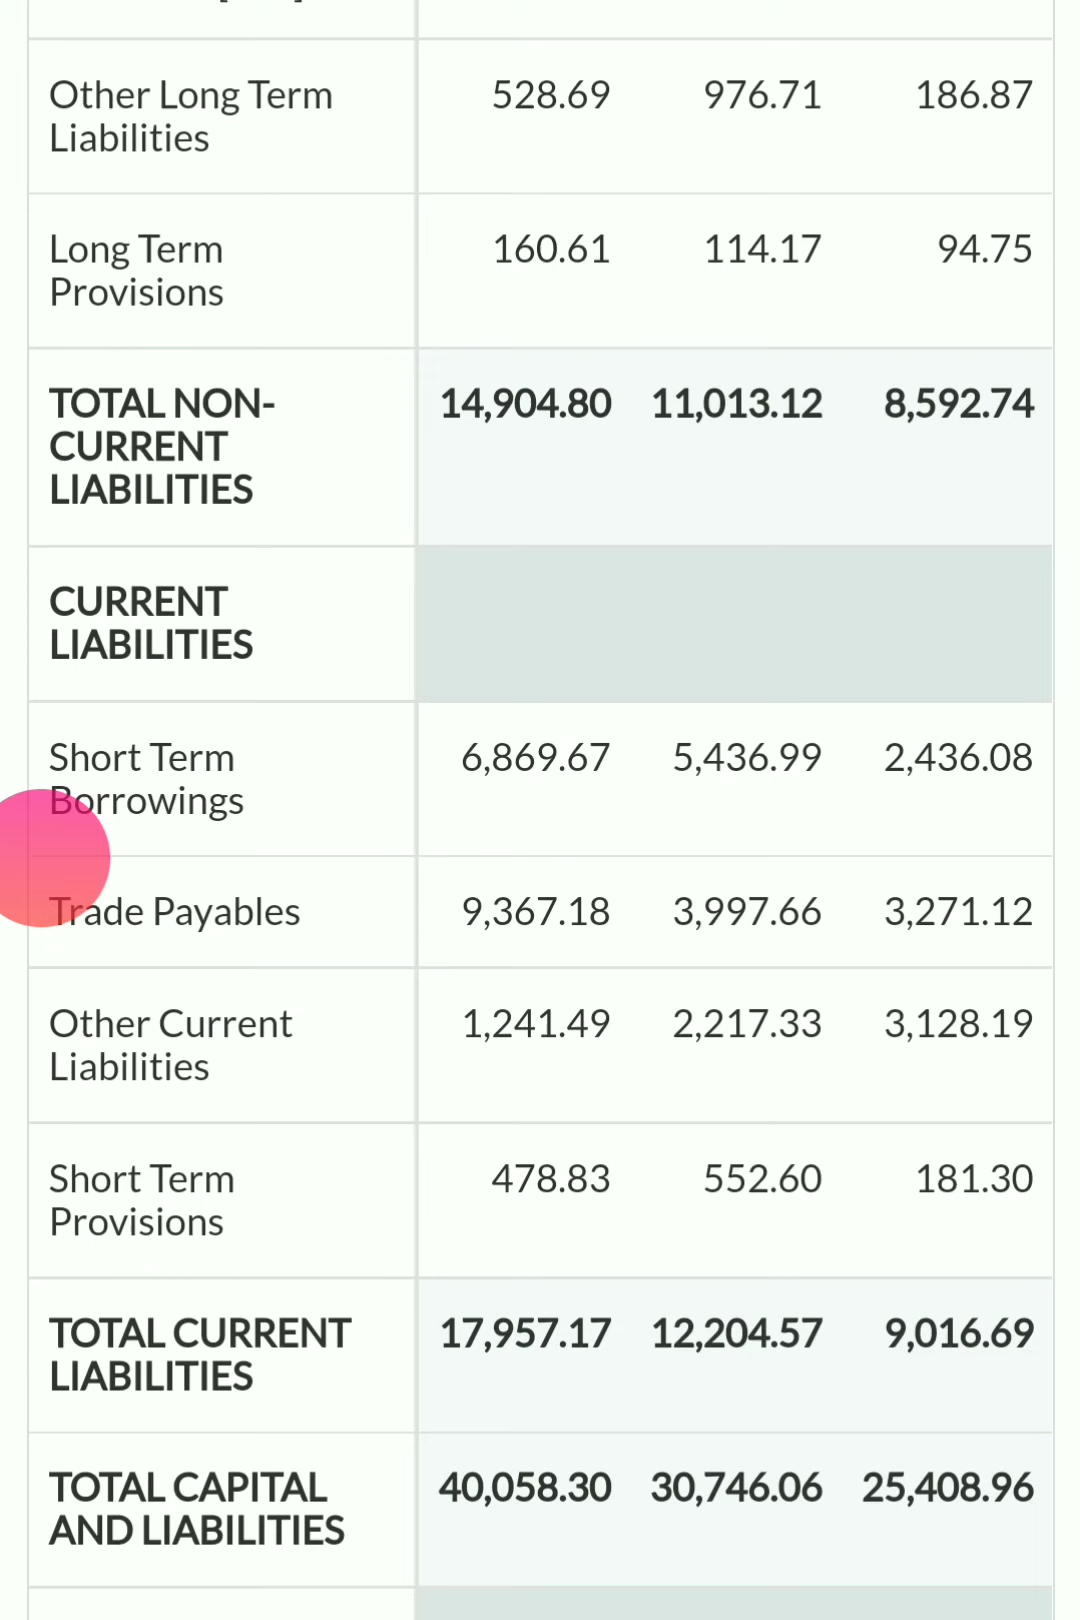 Other Long Term 528.69 976.71 186.87
Liabilities
Long Term 160.61 114.17 94.75
Provisions
TOTAL NON- 14,904.80 11,013.12 8,592.74
CURRENT
LIABILITIES
CURRENT
LIABILITIES
Short Term 6,869.67 5,436.99 2,436.08
Borrowings
Trade Payables 9,367.18 3,997.66 3,271.12
Other Current 1,241.49 2,217.33 3,128.19
Liabilities
Short Term 478.83 552.60 181.30
Provisions
TOTAL CURRENT 17,957.17 12,204.57 9,016.69
LIABILITIES
TOTAL CAPITAL 40,058.30 30,746.06 25,408.96
AND LIABILITIES